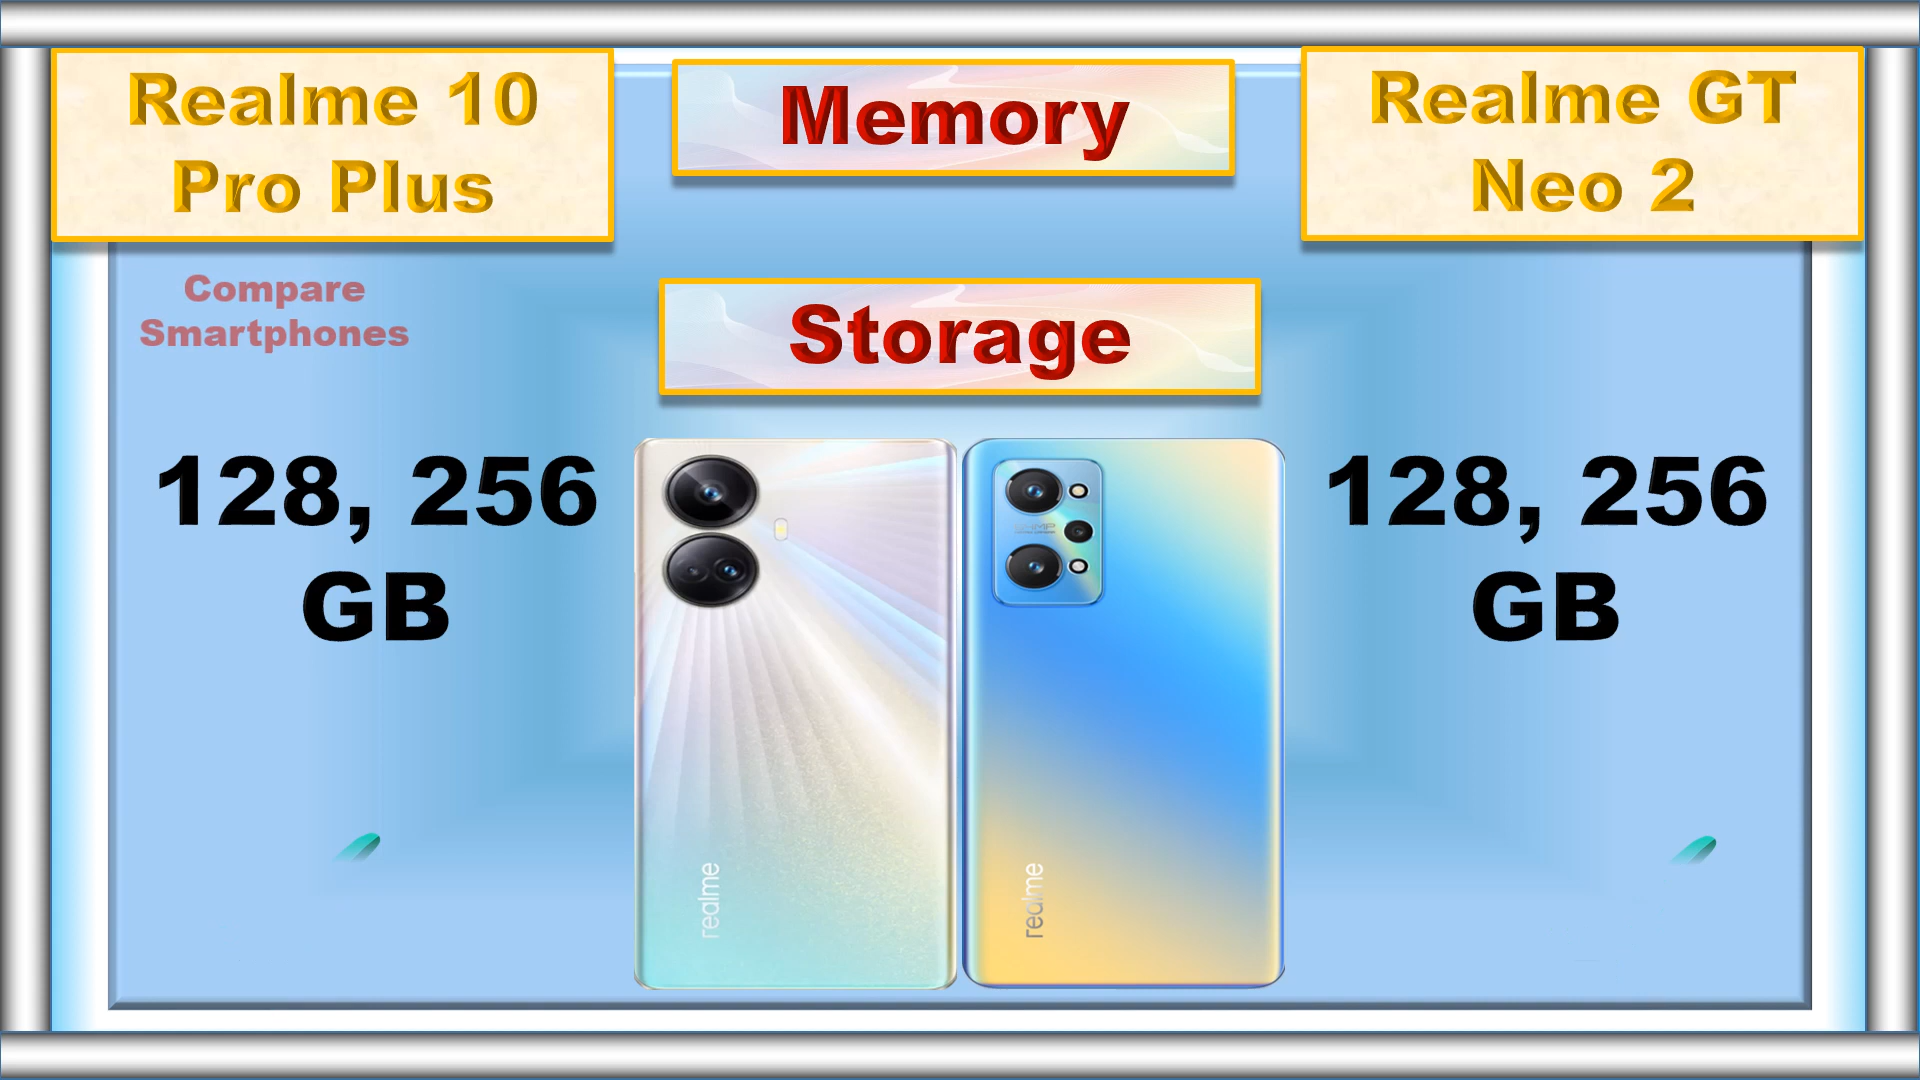 Realme 10
Pro Plus
Memory
Realme GT
Neo 2
Compare
Smartphones
Storage
128, 256
GB
128, 256
GB
realme
realme